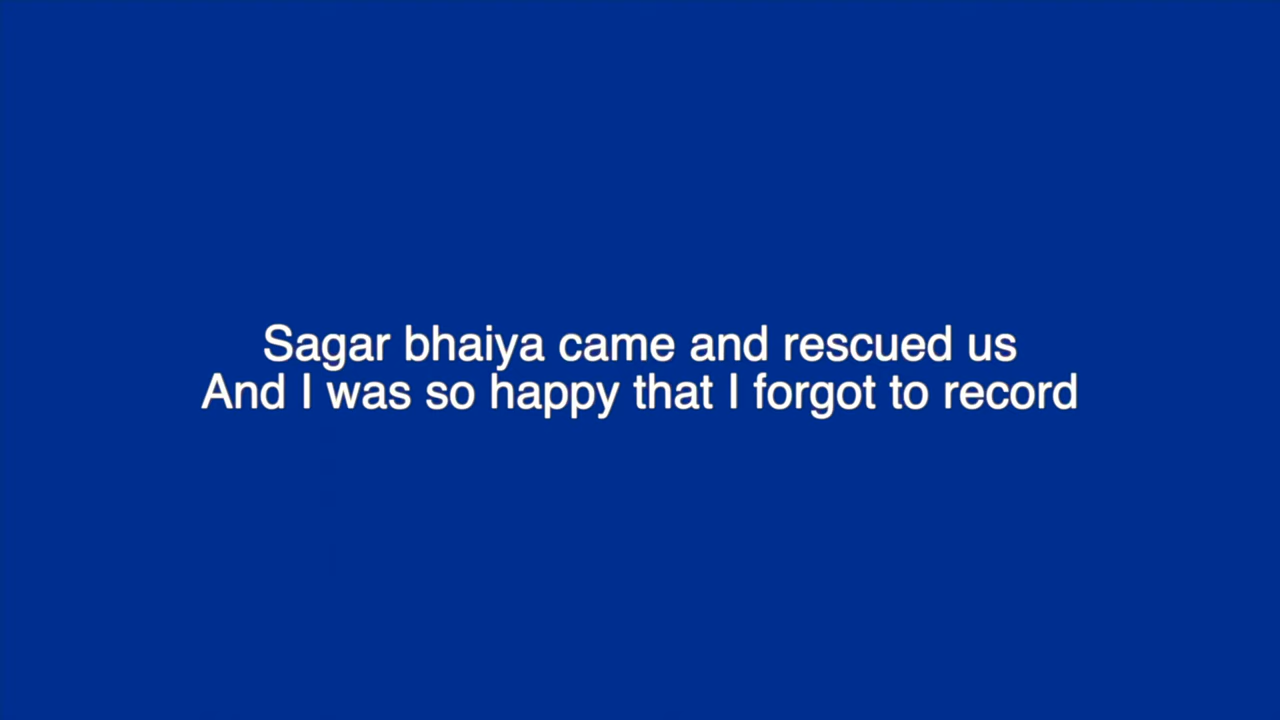 Sagar bhaiya came and rescued us
And I was so happy that I forgot to record